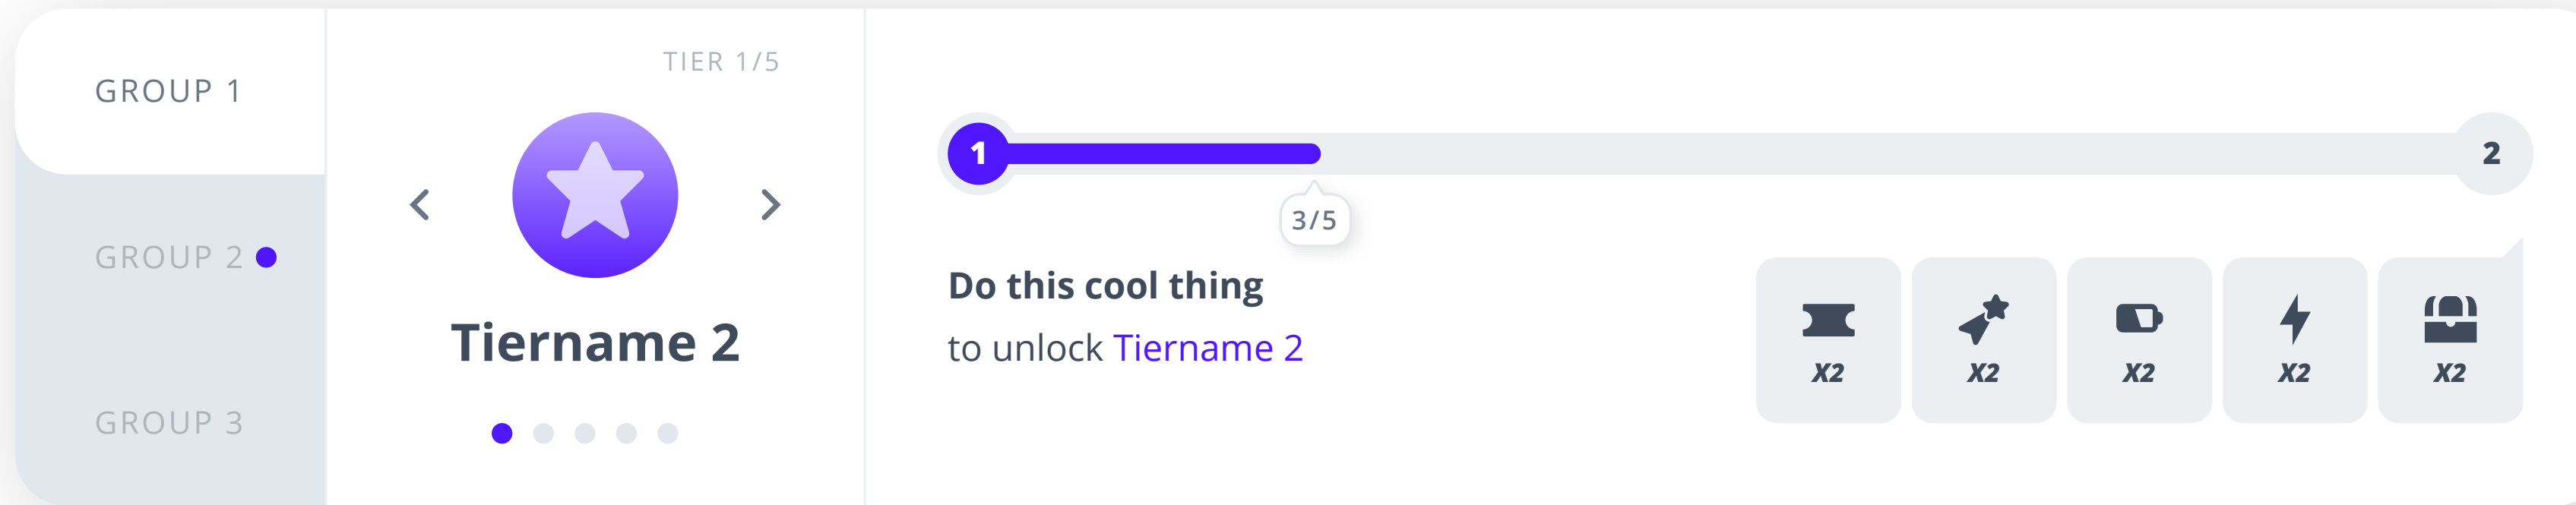 GROUP 1
GROUP 2
GROUP 3
TIER 1/5
Tiername 2
1
2
3/5
Do this cool thing
to unlock Tiername 2
X2
X2
X2
X2
X2